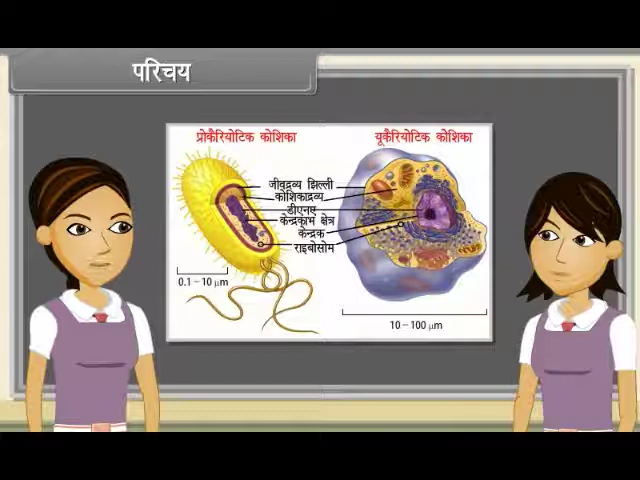 परिचय
प्रोकैरियोटिक कोशिका
यूकैरियोटिक कोशिका
जीवद्रव्य झिल्ली
कोशिकाद्रव्य
डीएनए
केन्द्रकाभ क्षेत्र
केन्द्रक
राइबोसोम
0.1 – 10 μm
10 – 100 μm